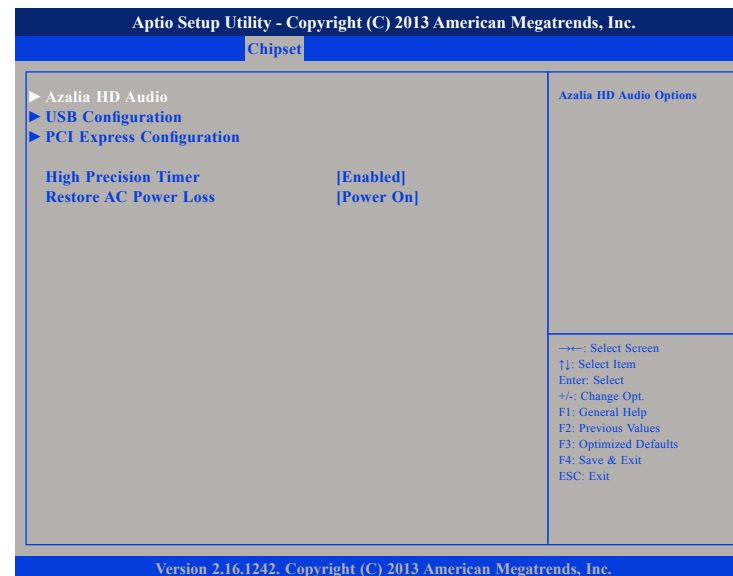 Aptio Setup Utility - Copyright (C) 2013 American Megatrends, Inc.
Chipset
► Azalia HD Audio
► USB Configuration
► PCI Express Configuration
High Precision Timer [Enabled]
Restore AC Power Loss [Power On]
Azalia HD Audio Options
→←: Select Screen
↑↓: Select Item
Enter: Select
+/-: Change Opt.
F1: General Help
F2: Previous Values
F3: Optimized Defaults
F4: Save & Exit
ESC: Exit
Version 2.16.1242. Copyright (C) 2013 American Megatrends, Inc.